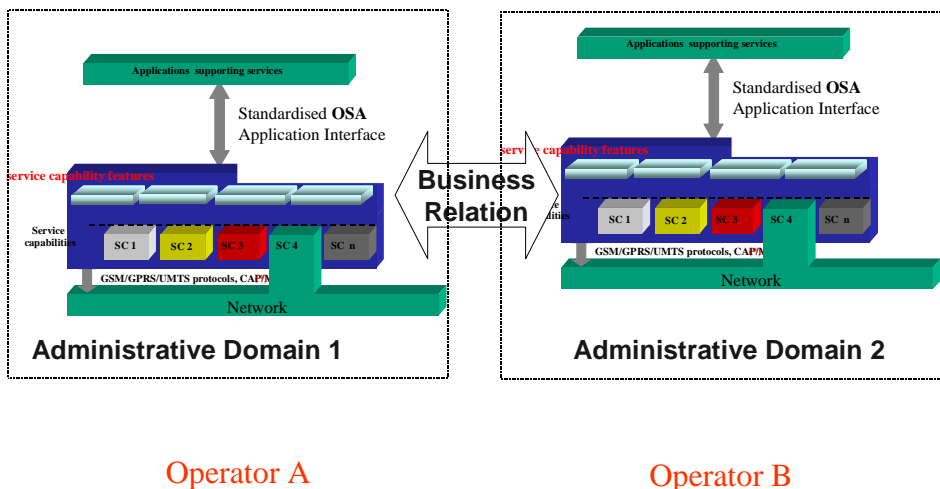 Applications supporting services
Standardised OSA
Application Interface
service capability features
Service
capabilities
SC 1
SC 2
SC 3
SC 4
SC n
GSM/GPRS/UMTS protocols, CAP/M
Network
Administrative Domain 1
Business
Relation
Applications supporting services
Standardised OSA
Application Interface
service capability features
SC 1
SC 2
SC 3
SC 4
SC n
GSM/GPRS/UMTS protocols, CAP/M
Network
Administrative Domain 2
Operator A
Operator B